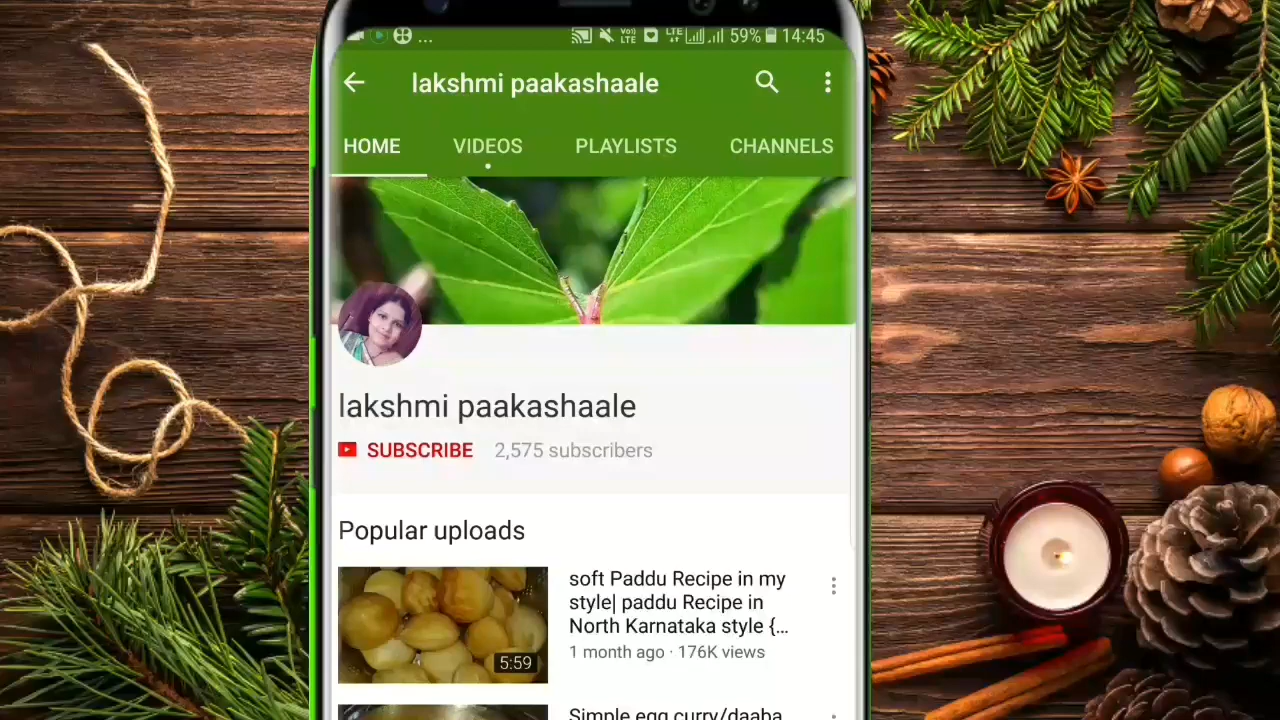 ... VoLTE LTE 59% 14:45
lakshmi paakashaale
HOME VIDEOS PLAYLISTS CHANNELS
lakshmi paakashaale
SUBSCRIBE 2,575 subscribers
Popular uploads
soft Paddu Recipe in my
style| paddu Recipe in
North Karnataka style {...
1 month ago · 176K views
5:59
Simple egg curry/daaba